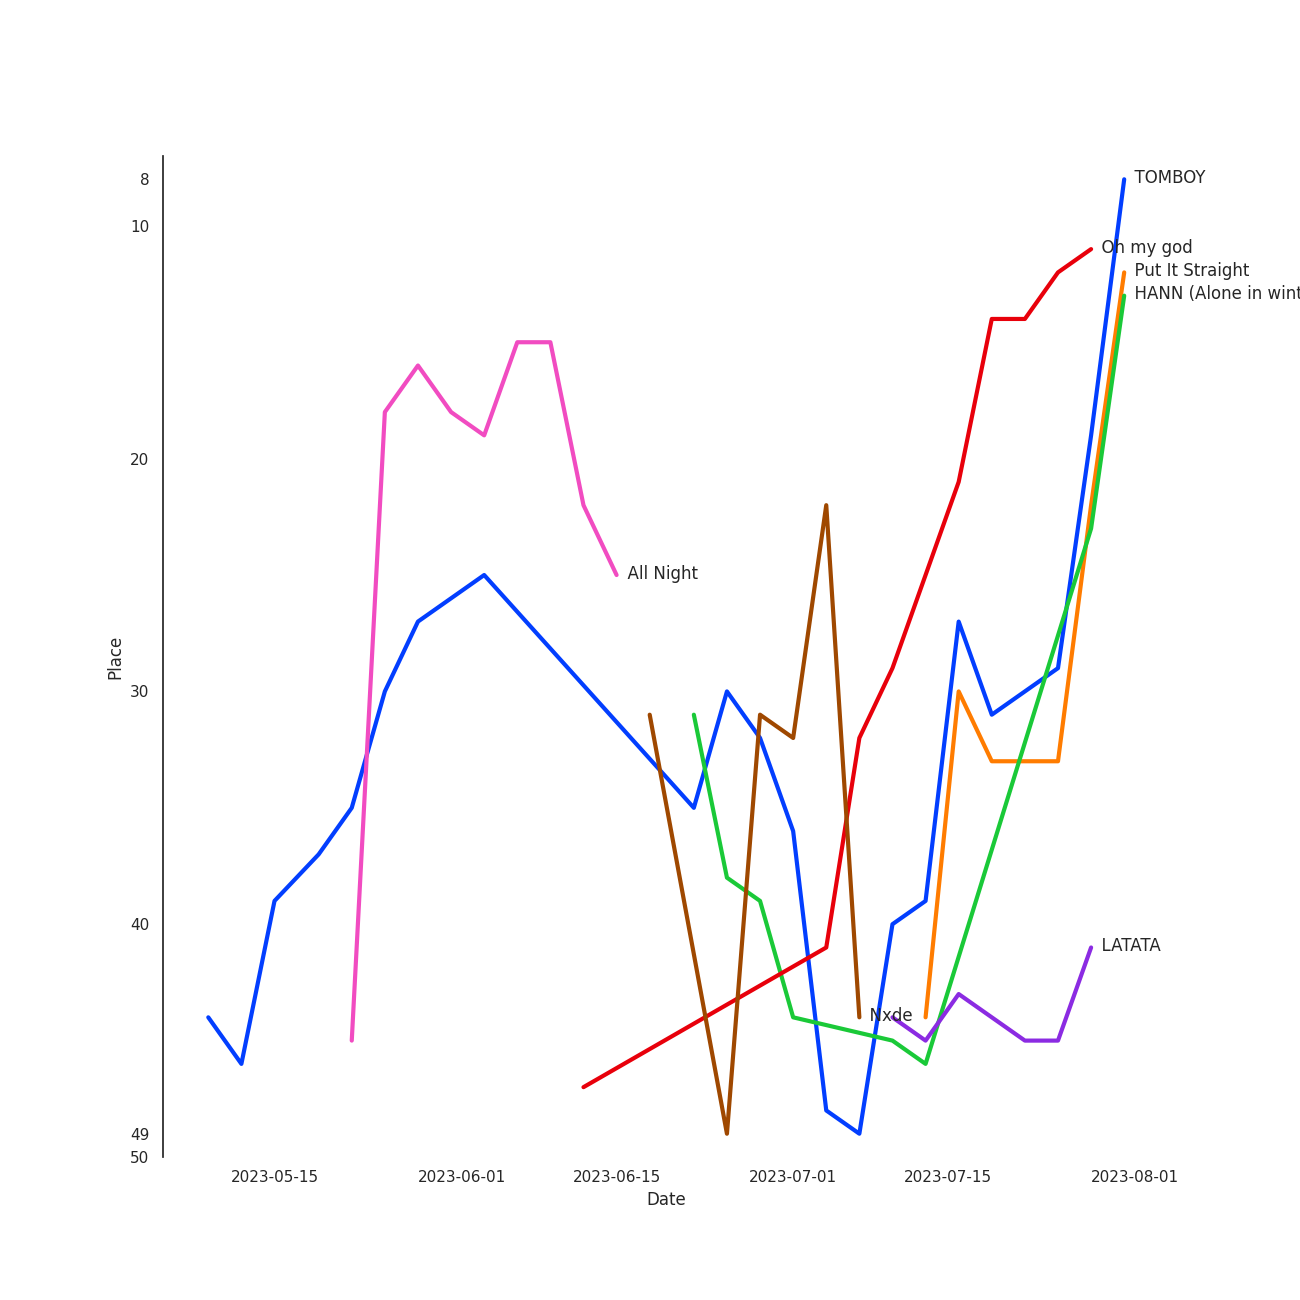 8
TOMBOY
10
Oh my god
Put It Straight
HANN (Alone in wint
20
All Night
Place
30
40
LATATA
Nxde
49
50
2023-05-15
2023-06-01
2023-06-15
2023-07-01
2023-07-15
2023-08-01
Date